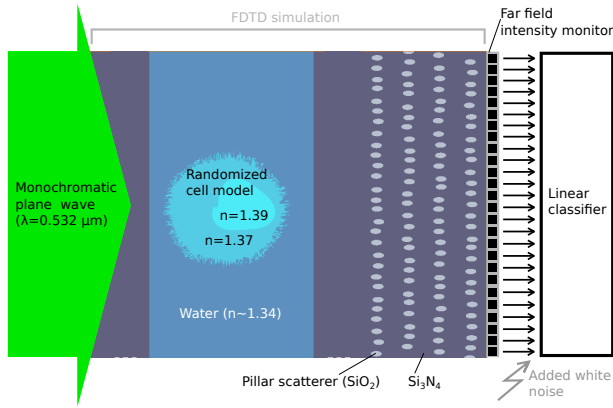 FDTD simulation
Far field
intensity monitor
Monochromatic
plane wave
(λ=0.532 μm)
Randomized
cell model
n=1.39
n=1.37
Water (n~1.34)
Linear
classifier
Pillar scatterer (SiO₂)
Si₃N₄
Added white
noise